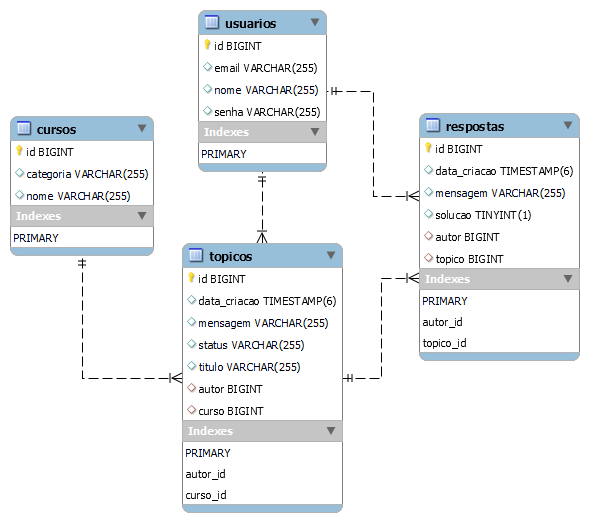 usuarios
id BIGINT
email VARCHAR(255)
nome VARCHAR(255)
senha VARCHAR(255)
Indexes
PRIMARY
cursos
id BIGINT
categoria VARCHAR(255)
nome VARCHAR(255)
Indexes
PRIMARY
respostas
id BIGINT
data_criacao TIMESTAMP(6)
mensagem VARCHAR(255)
solucao TINYINT(1)
autor BIGINT
topico BIGINT
Indexes
PRIMARY
autor_id
topico_id
topicos
id BIGINT
data_criacao TIMESTAMP(6)
mensagem VARCHAR(255)
status VARCHAR(255)
titulo VARCHAR(255)
autor BIGINT
curso BIGINT
Indexes
PRIMARY
autor_id
curso_id